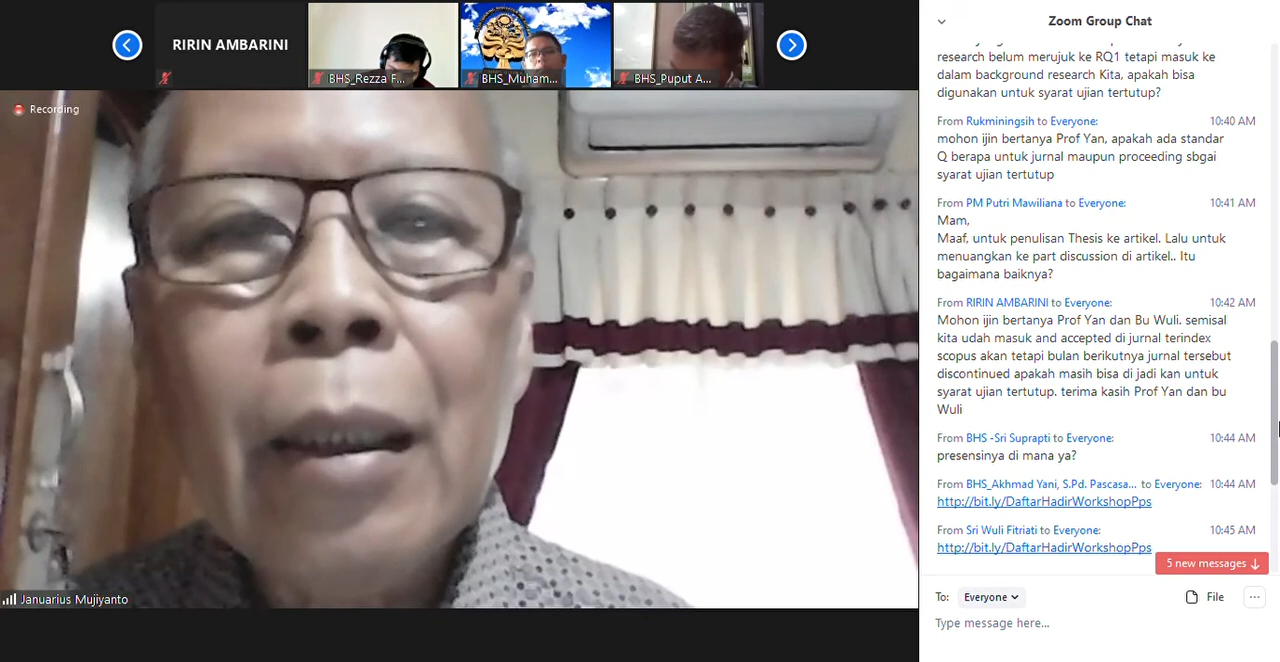 RIRIN AMBARINI
BHS_Rezza F...
BHS_Muham...
BHS_Puput A...
Recording
Januarius Mujiyanto
Zoom Group Chat
research belum merujuk ke RQ1 tetapi masuk ke
dalam background research Kita, apakah bisa
digunakan untuk syarat ujian tertutup?
From Rukminingsih to Everyone: 10:40 AM
mohon ijin bertanya Prof Yan, apakah ada standar
Q berapa untuk jurnal maupun proceeding sbgai
syarat ujian tertutup
From PM Putri Mawiliana to Everyone: 10:41 AM
Mam,
Maaf, untuk penulisan Thesis ke artikel. Lalu untuk
menuangkan ke part discussion di artikel.. Itu
bagaimana baiknya?
From RIRIN AMBARINI to Everyone: 10:42 AM
Mohon ijin bertanya Prof Yan dan Bu Wuli. semisal
kita udah masuk and accepted di jurnal terindex
scopus akan tetapi bulan berikutnya jurnal tersebut
discontinued apakah masih bisa di jadi kan untuk
syarat ujian tertutup. terima kasih Prof Yan dan bu
Wuli
From BHS -Sri Suprapti to Everyone: 10:44 AM
presensinya di mana ya?
From BHS_Akhmad Yani, S.Pd. Pascasa... to Everyone: 10:44 AM
http://bit.ly/DaftarHadirWorkshopPps
From Sri Wuli Fitriati to Everyone: 10:45 AM
http://bit.ly/DaftarHadirWorkshopPps
5 new messages ↓
To: Everyone File ...
Type message here...